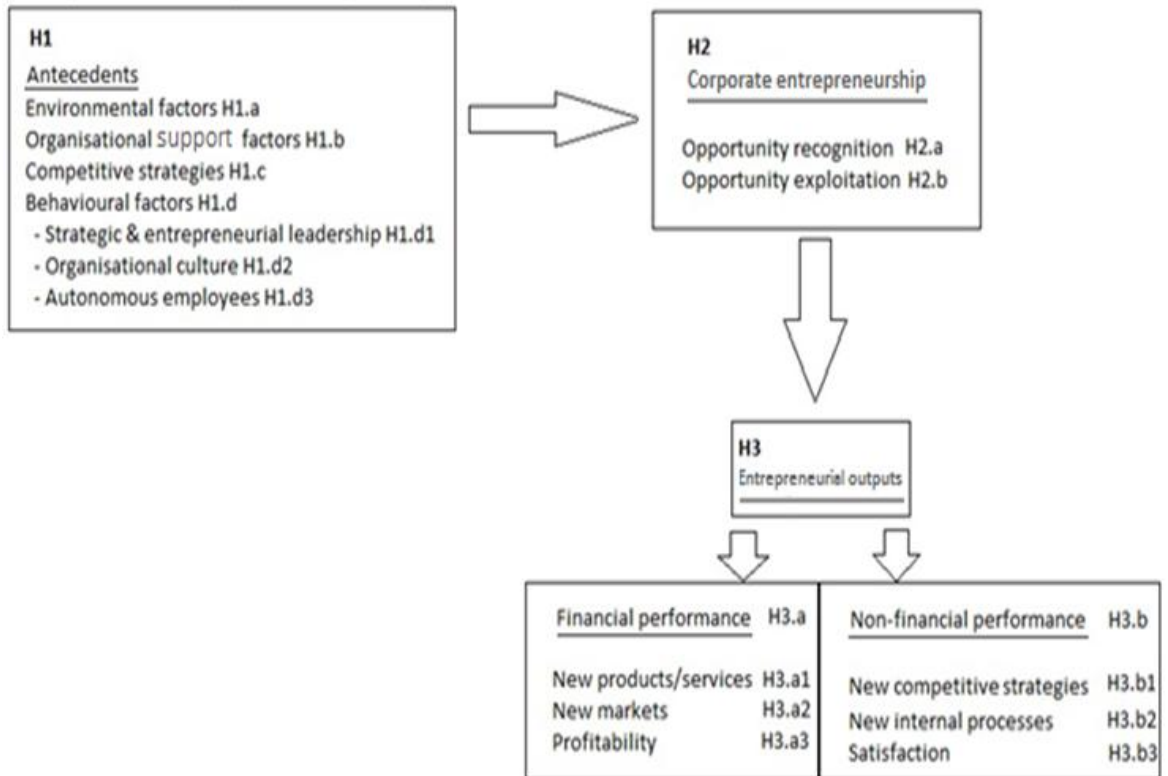 H1
Antecedents
Environmental factors H1.a
Organisational support factors H1.b
Competitive strategies H1.c
Behavioural factors H1.d
- Strategic & entrepreneurial leadership H1.d1
- Organisational culture H1.d2
- Autonomous employees H1.d3
H2
Corporate entrepreneurship
Opportunity recognition H2.a
Opportunity exploitation H2.b
H3
Entrepreneurial outputs
Financial performance H3.a
New products/services H3.a1
New markets H3.a2
Profitability H3.a3
Non-financial performance H3.b
New competitive strategies H3.b1
New internal processes H3.b2
Satisfaction H3.b3